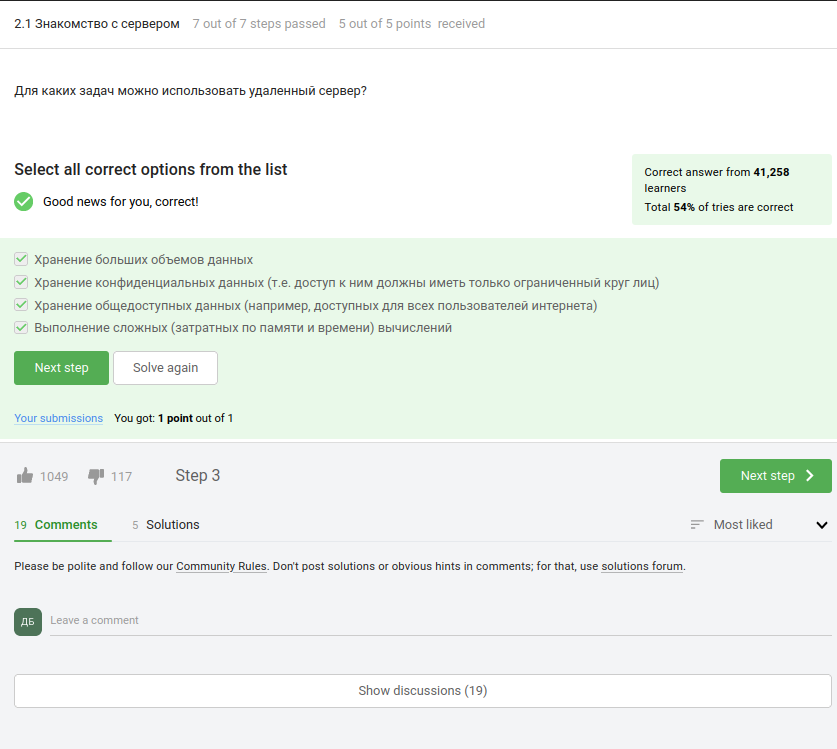 2.1 Знакомство с сервером 7 out of 7 steps passed 5 out of 5 points received
Для каких задач можно использовать удаленный сервер?
Select all correct options from the list
Good news for you, correct!
Correct answer from 41,258
learners
Total 54% of tries are correct
Хранение больших объемов данных
Хранение конфиденциальных данных (т.е. доступ к ним должны иметь только ограниченный круг лиц)
Хранение общедоступных данных (например, доступных для всех пользователей интернета)
Выполнение сложных (затратных по памяти и времени) вычислений
Next step Solve again
Your submissions You got: 1 point out of 1
1049 117 Step 3 Next step
19 Comments 5 Solutions Most liked
Please be polite and follow our Community Rules. Don't post solutions or obvious hints in comments; for that, use solutions forum.
ДБ Leave a comment
Show discussions (19)